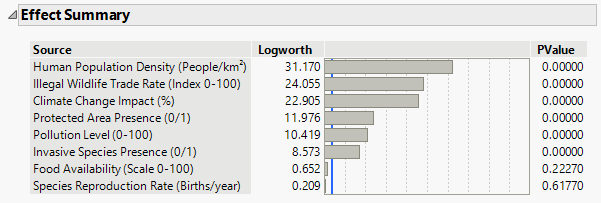 Effect Summary
Source Logworth PValue
Human Population Density (People/km²) 31.170 0.00000
Illegal Wildlife Trade Rate (Index 0-100) 24.055 0.00000
Climate Change Impact (%) 22.905 0.00000
Protected Area Presence (0/1) 11.976 0.00000
Pollution Level (0-100) 10.419 0.00000
Invasive Species Presence (0/1) 8.573 0.00000
Food Availability (Scale 0-100) 0.652 0.22270
Species Reproduction Rate (Births/year) 0.209 0.61770